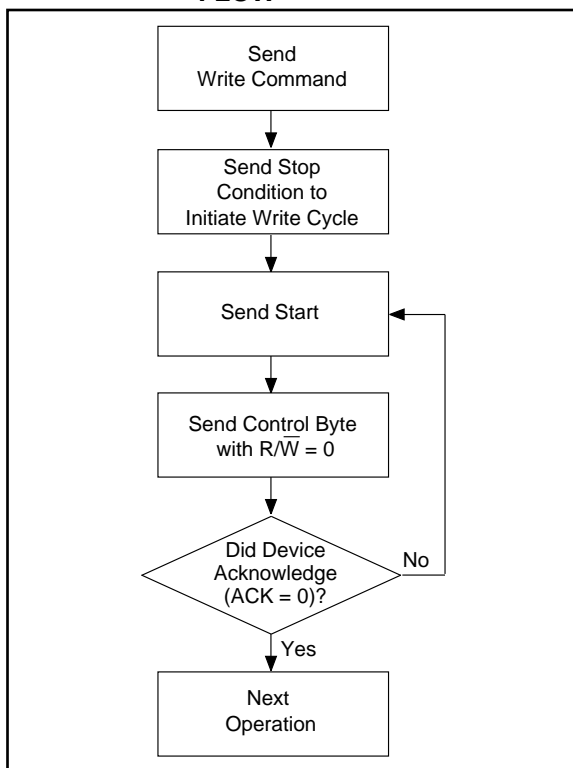 Send
Write Command
Send Stop
Condition to
Initiate Write Cycle
Send Start
Send Control Byte
with R/W̅ = 0
Did Device
Acknowledge
(ACK = 0)?
No
Yes
Next
Operation